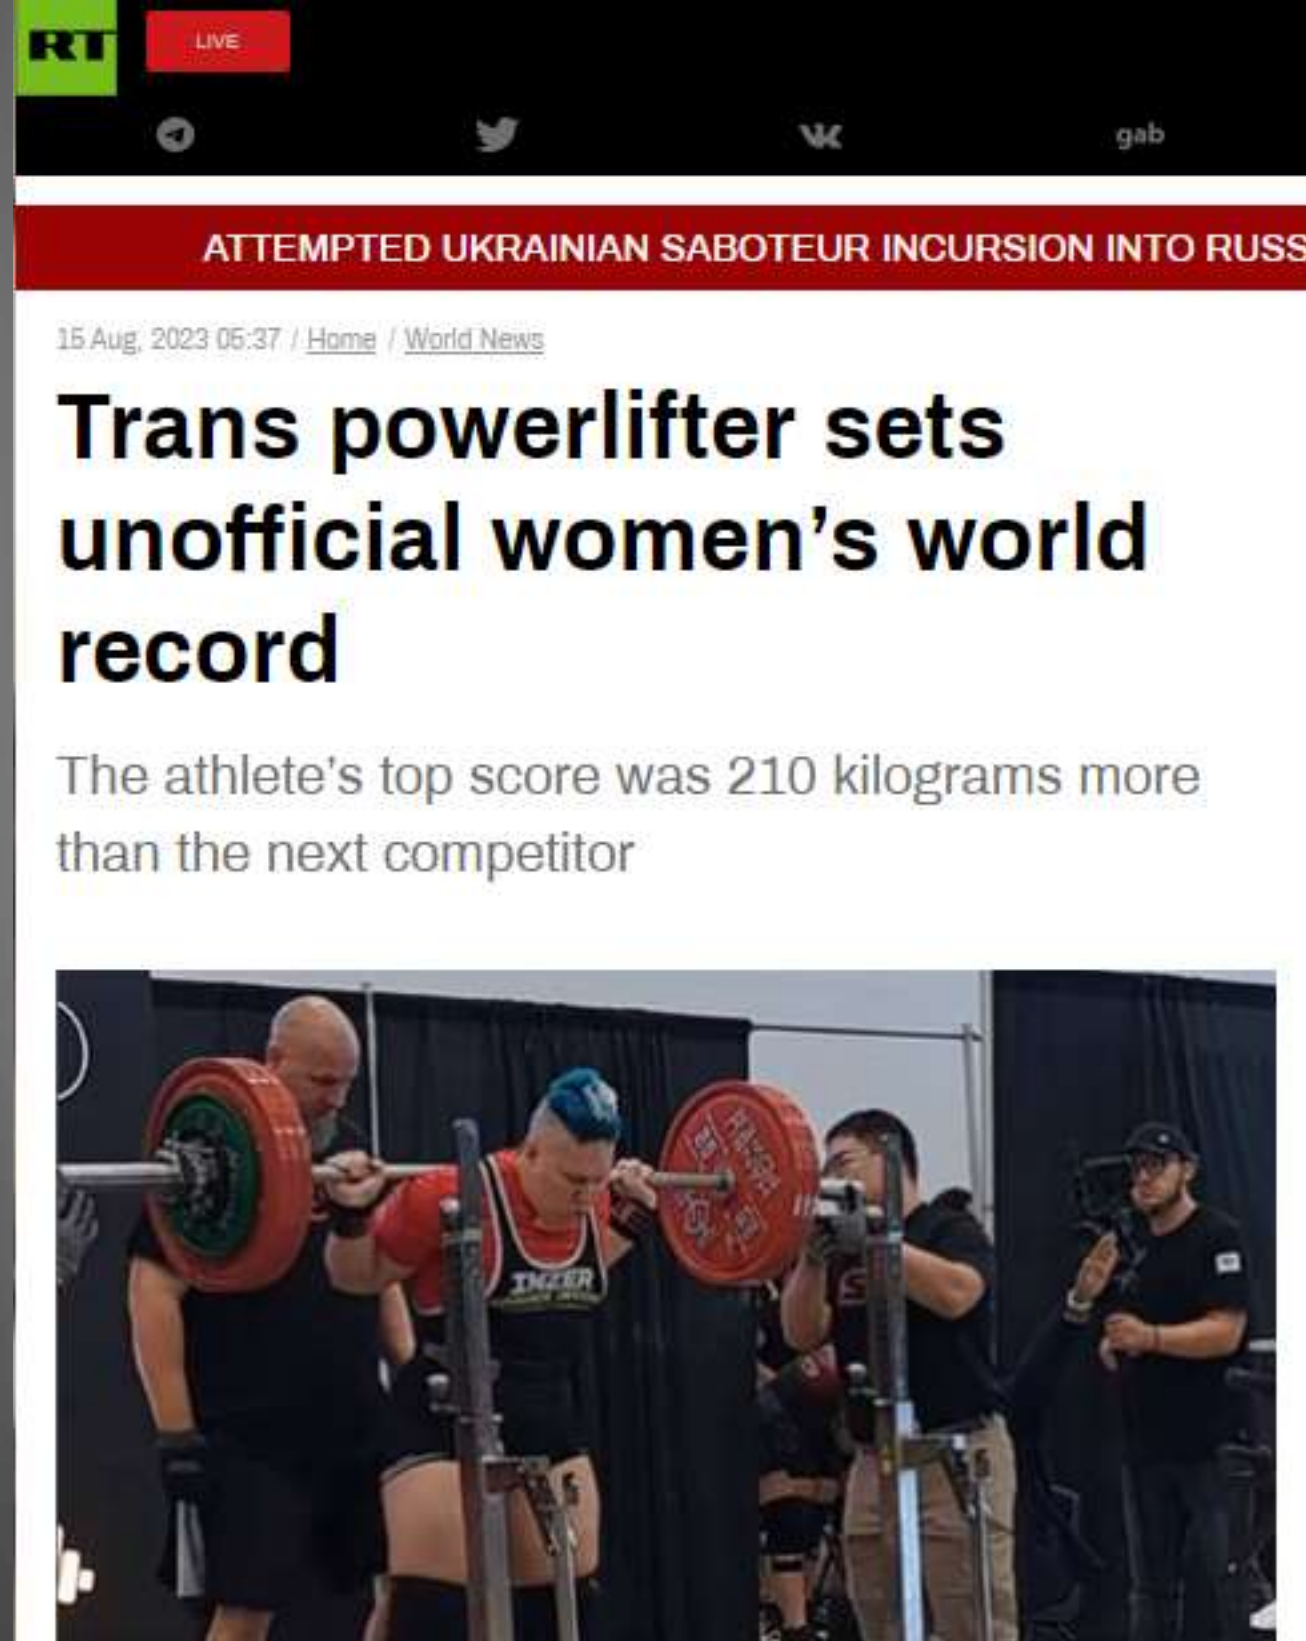 RT
LIVE
gab
ATTEMPTED UKRAINIAN SABOTEUR INCURSION INTO RUSS
15 Aug, 2023 05:37 / Home / World News
Trans powerlifter sets
unofficial women's world
record
The athlete's top score was 210 kilograms more
than the next competitor
INZER